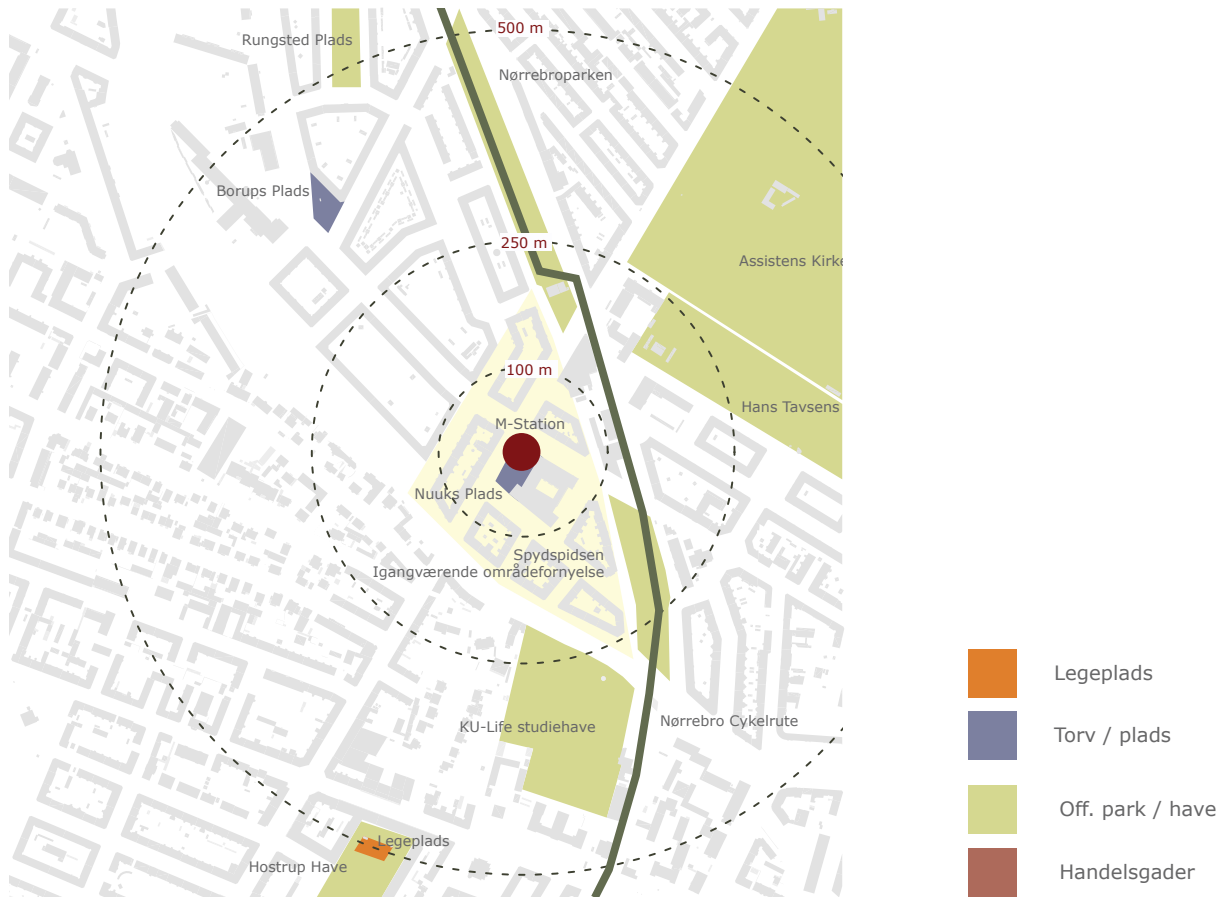 500 m
Rungsted Plads
Nørrebroparken
Borups Plads
250 m
Assistens Kirke
100 m
Hans Tavsens
M-Station
Nuuks Plads
Spydspidsen
Igangværende områdefornyelse
KU-Life studiehave
Nørrebro Cykelrute
Legeplads
Hostrup Have
Legeplads
Torv / plads
Off. park / have
Handelsgader